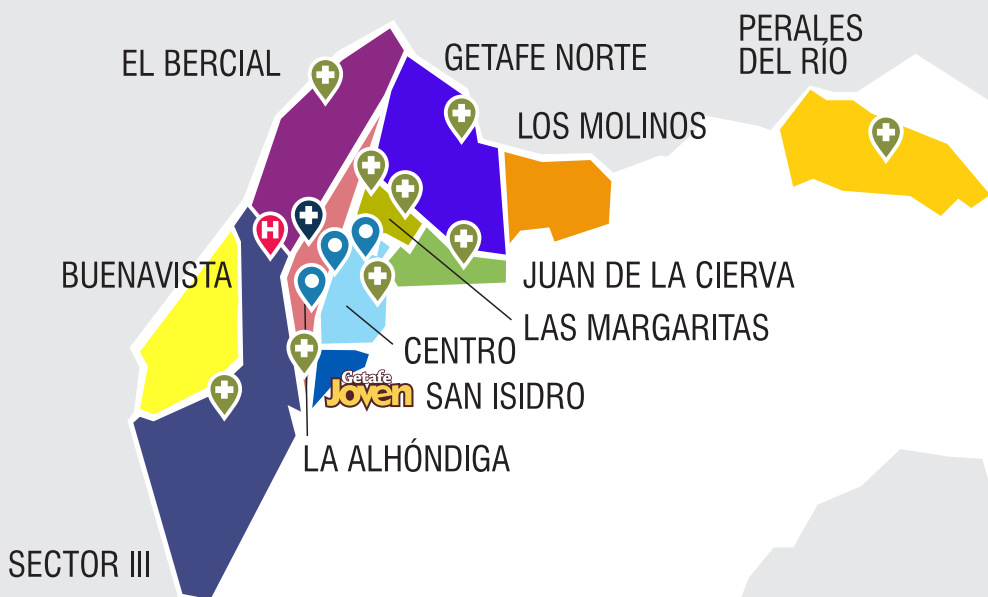 PERALES
DEL RÍO
EL BERCIAL
GETAFE NORTE
LOS MOLINOS
H
BUENAVISTA
JUAN DE LA CIERVA
LAS MARGARITAS
CENTRO
Getafe
Joven
SAN ISIDRO
LA ALHÓNDIGA
SECTOR III